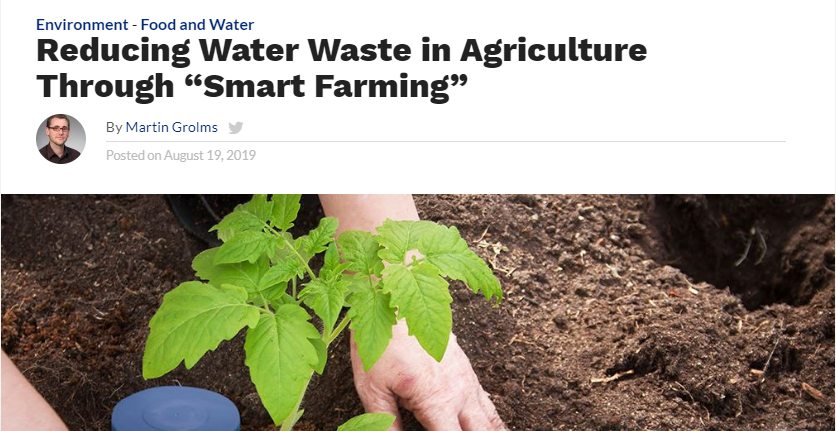 Environment - Food and Water
Reducing Water Waste in Agriculture
Through “Smart Farming”
By Martin Grolms
Posted on August 19, 2019